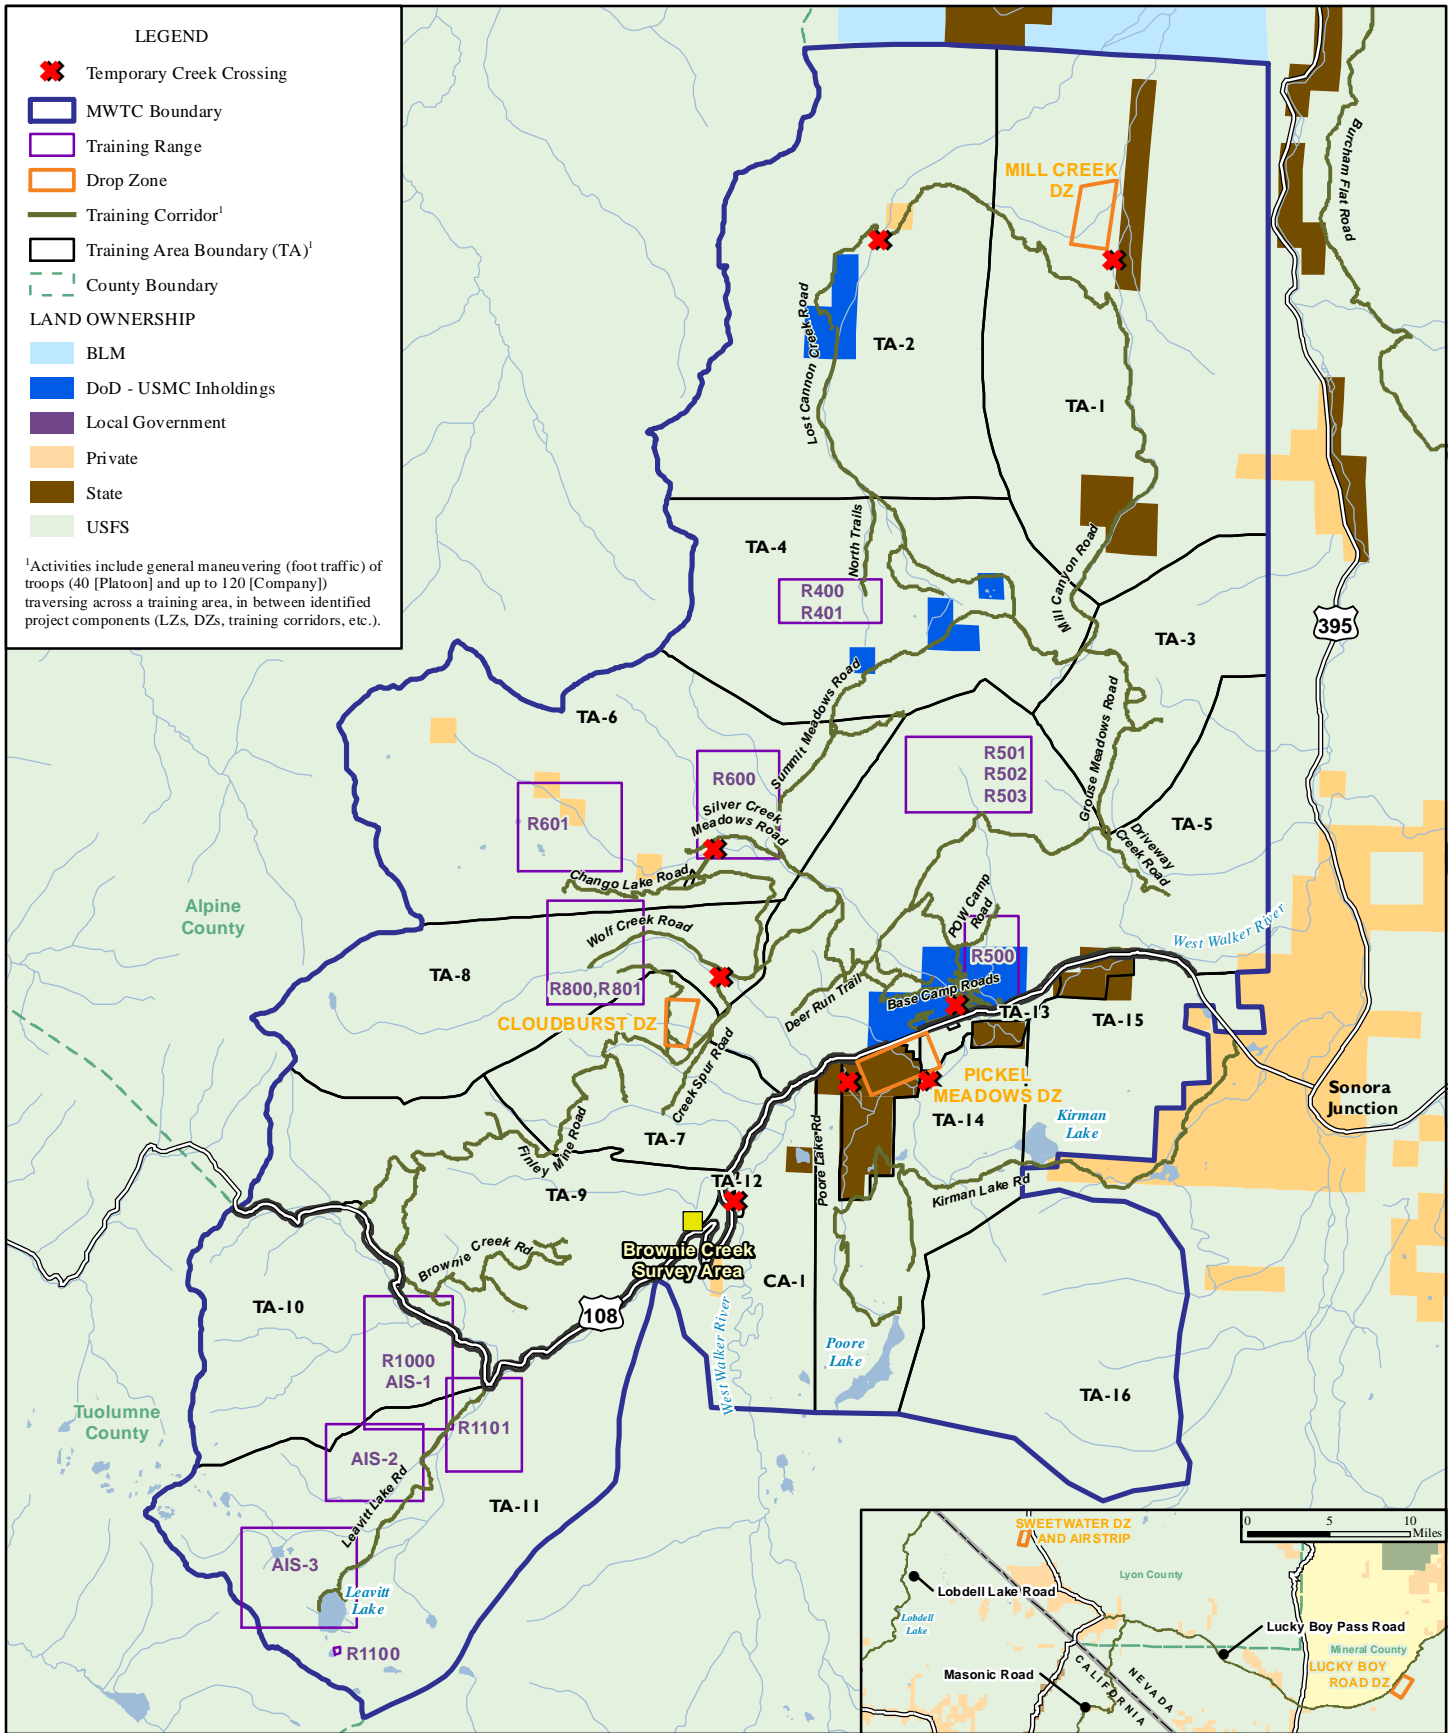 LEGEND
Temporary Creek Crossing
MWTC Boundary
Training Range
Drop Zone
Training Corridor1
Training Area Boundary (TA)1
County Boundary
LAND OWNERSHIP
BLM
DoD - USMC Inholdings
Local Government
Private
State
USFS
1Activities include general maneuvering (foot traffic) of
troops (40 [Platoon] and up to 120 [Company])
traversing across a training area, in between identified
project components (LZs, DZs, training corridors, etc.).
MILL CREEK
DZ
Burcham Flat Road
Lost Cannon Creek Road
TA-2
TA-1
North Trails
TA-4
R400
R401
Mill Canyon Road
395
TA-3
Summit Meadows Road
Grouse Meadows Road
TA-6
R600
R501
R502
R503
Silver Creek
Meadows Road
R601
TA-5
Driveway
Creek Road
Chango Lake Road
Alpine
County
POW Camp
Road
Wolf Creek Road
West Walker River
TA-8
R500
R800,R801
Base Camp Roads
Deer Run Trail
CLOUDBURST DZ
TA-13
TA-15
Creek Spur Road
PICKEL
MEADOWS DZ
Sonora
Junction
TA-14
Kirman
Lake
Finley Mine Road
TA-7
Poore Lake Rd
TA-12
Kirman Lake Rd
TA-9
Brownie Creek
Survey Area
Brownie Creek Rd
CA-1
TA-10
108
West Walker River
Poore
Lake
R1000
AIS-1
TA-16
Tuolumne
County
R1101
AIS-2
Leavitt Lake Rd
TA-11
AIS-3
Leavitt
Lake
R1100
SWEETWATER DZ
AND AIRSTRIP
0 5 10
Miles
Lyon County
Lobdell Lake Road
Lobdell
Lake
Lucky Boy Pass Road
Mineral County
LUCKY BOY
ROAD DZ
Masonic Road
CALIFORNIA
NEVADA